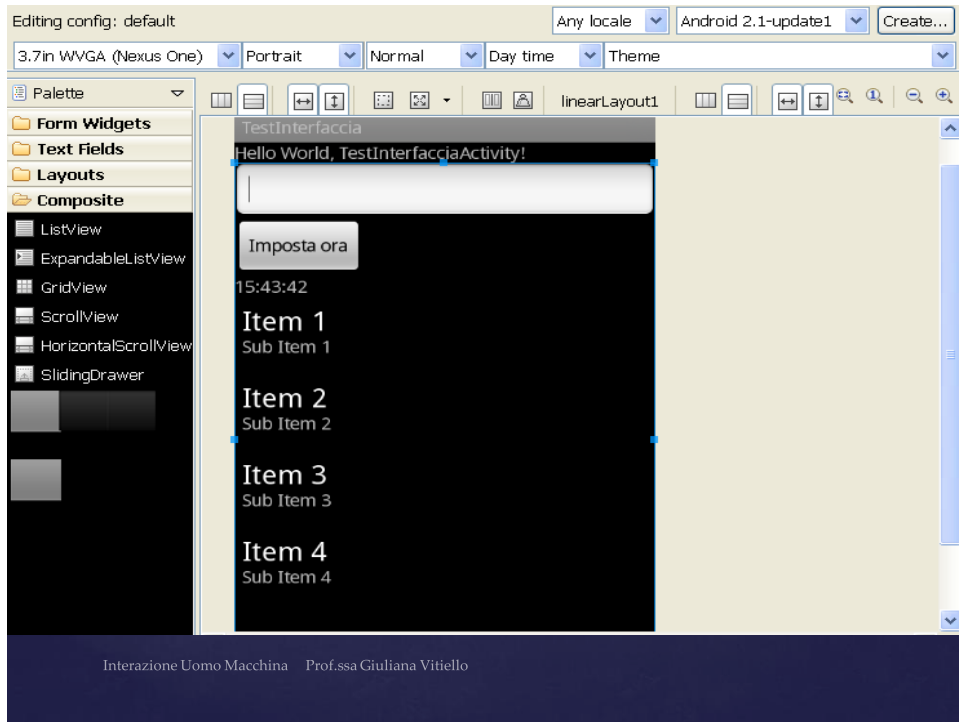 Editing config: default
Any locale
Android 2.1-update1
Create...
3.7in WVGA (Nexus One)
Portrait
Normal
Day time
Theme
Palette
linearLayout1
Form Widgets
Text Fields
Layouts
Composite
ListView
ExpandableListView
GridView
ScrollView
HorizontalScrollView
SlidingDrawer
TestInterfaccia
Hello World, TestInterfacciaActivity!
Imposta ora
15:43:42
Item 1
Sub Item 1
Item 2
Sub Item 2
Item 3
Sub Item 3
Item 4
Sub Item 4
Interazione Uomo Macchina Prof.ssa Giuliana Vitiello